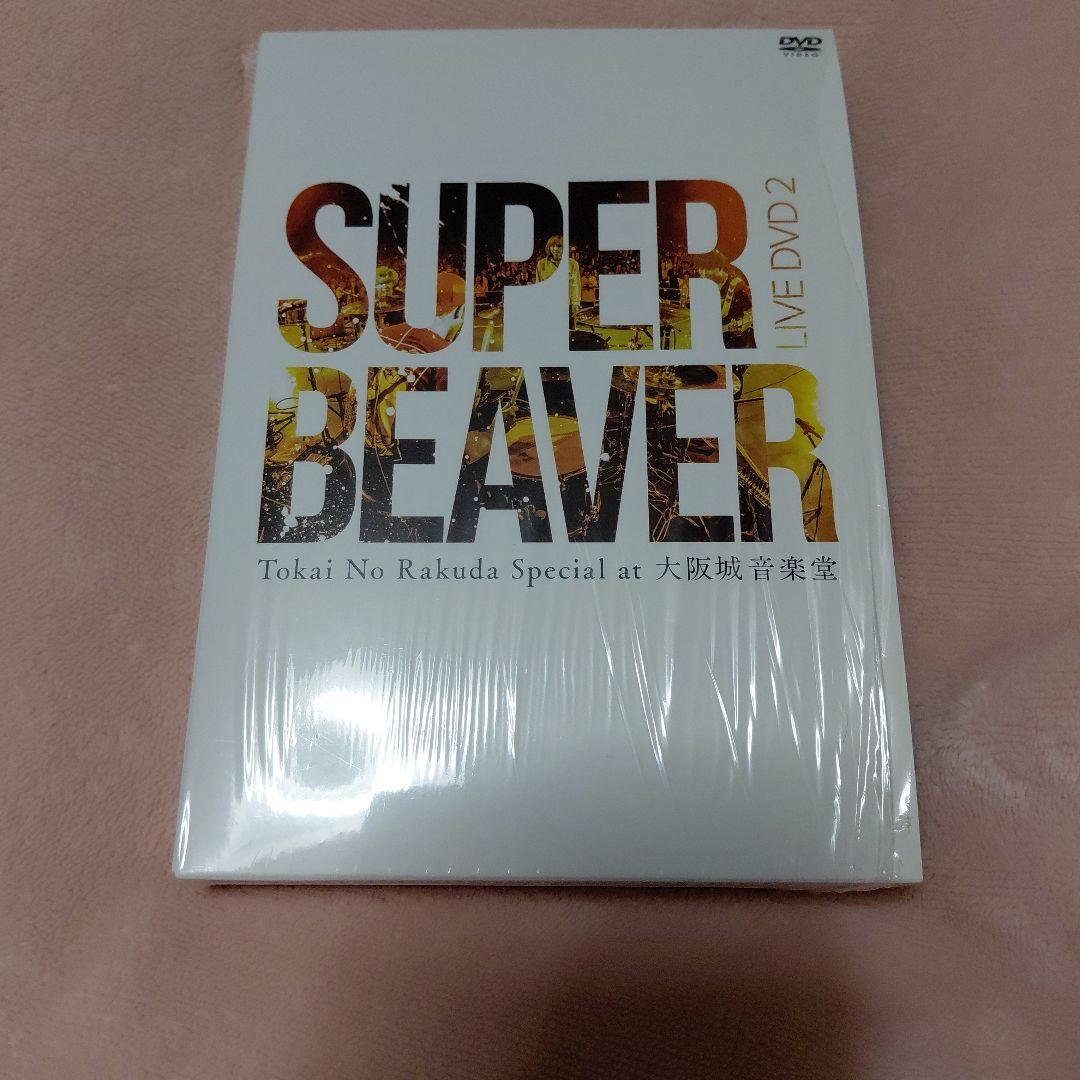 DVD
VIDEO
SUPER
LIVE DVD 2
BEAVER
Tokai No Rakuda Special at 大阪城音楽堂